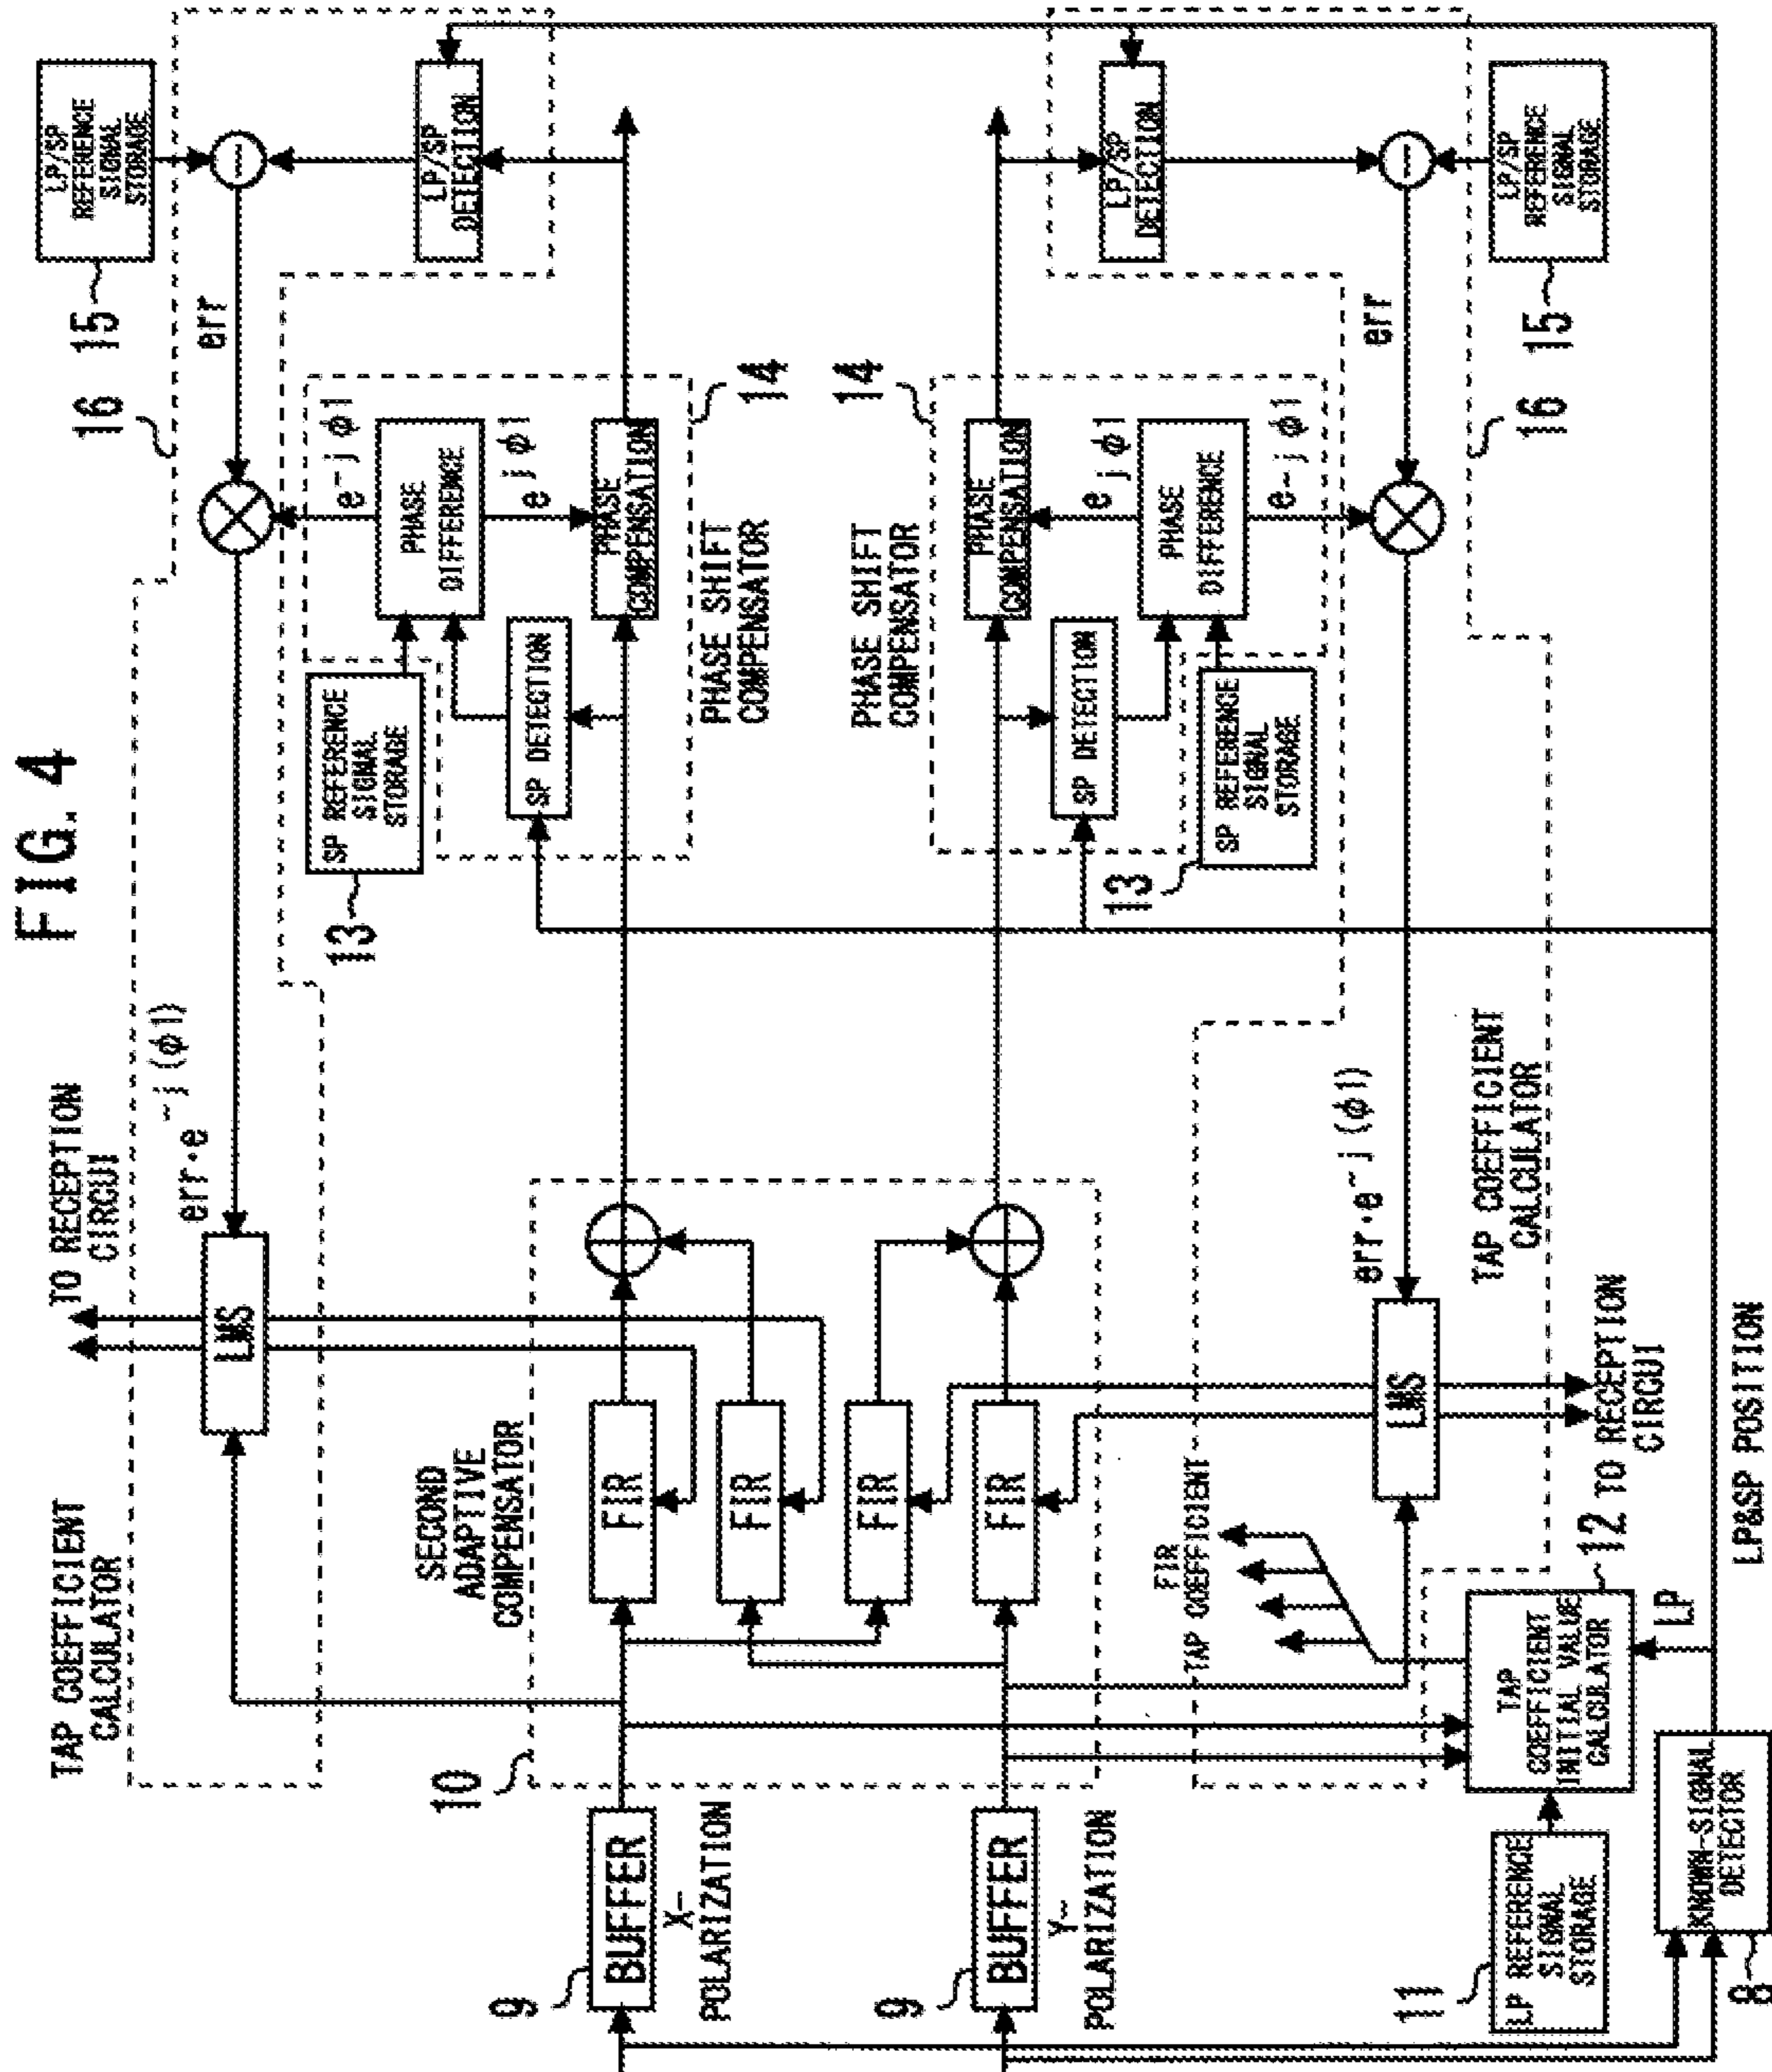 FIG. 4
TAP COEFFICIENT
CALCULATOR
TO RECEPTION
CIRCUI
LMS
err·e^-j(φ1)
err
16
15
LP/SP
REFERENCE
SIGNAL
STORAGE
LP/SP
DETECTION
13
SP REFERENCE
SIGNAL
STORAGE
PHASE
DIFFERENCE
e^-jφ1
e^jφ1
SP DETECTION
PHASE
COMPENSATION
14
PHASE SHIFT
COMPENSATOR
SECOND
ADAPTIVE
COMPENSATOR
10
9
BUFFER
X-
POLARIZATION
FIR
FIR
FIR
FIR
9
BUFFER
Y-
POLARIZATION
PHASE SHIFT
COMPENSATOR
14
PHASE
COMPENSATION
SP DETECTION
e^jφ1
PHASE
DIFFERENCE
e^-jφ1
13
SP REFERENCE
SIGNAL
STORAGE
LP/SP
DETECTION
err
16
15
LP/SP
REFERENCE
SIGNAL
STORAGE
FIR
TAP COEFFICIENT
LMS
err·e^-j(φ1)
TAP COEFFICIENT
CALCULATOR
TO RECEPTION
CIRCUI
11
LP REFERENCE
SIGNAL
STORAGE
TAP
COEFFICIENT
INITIAL VALUE
CALCULATOR
12
LP
8
KNOWN-SIGNAL
DETECTOR
LP&SP POSITION